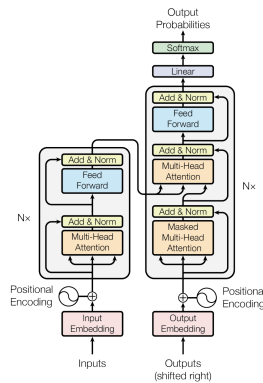 Output
Probabilities
Softmax
Linear
Add & Norm
Feed
Forward
Add & Norm
Multi-Head
Attention
Add & Norm
Masked
Multi-Head
Attention
Nx
Add & Norm
Feed
Forward
Add & Norm
Multi-Head
Attention
Nx
Positional
Encoding
Positional
Encoding
Input
Embedding
Output
Embedding
Inputs
Outputs
(shifted right)